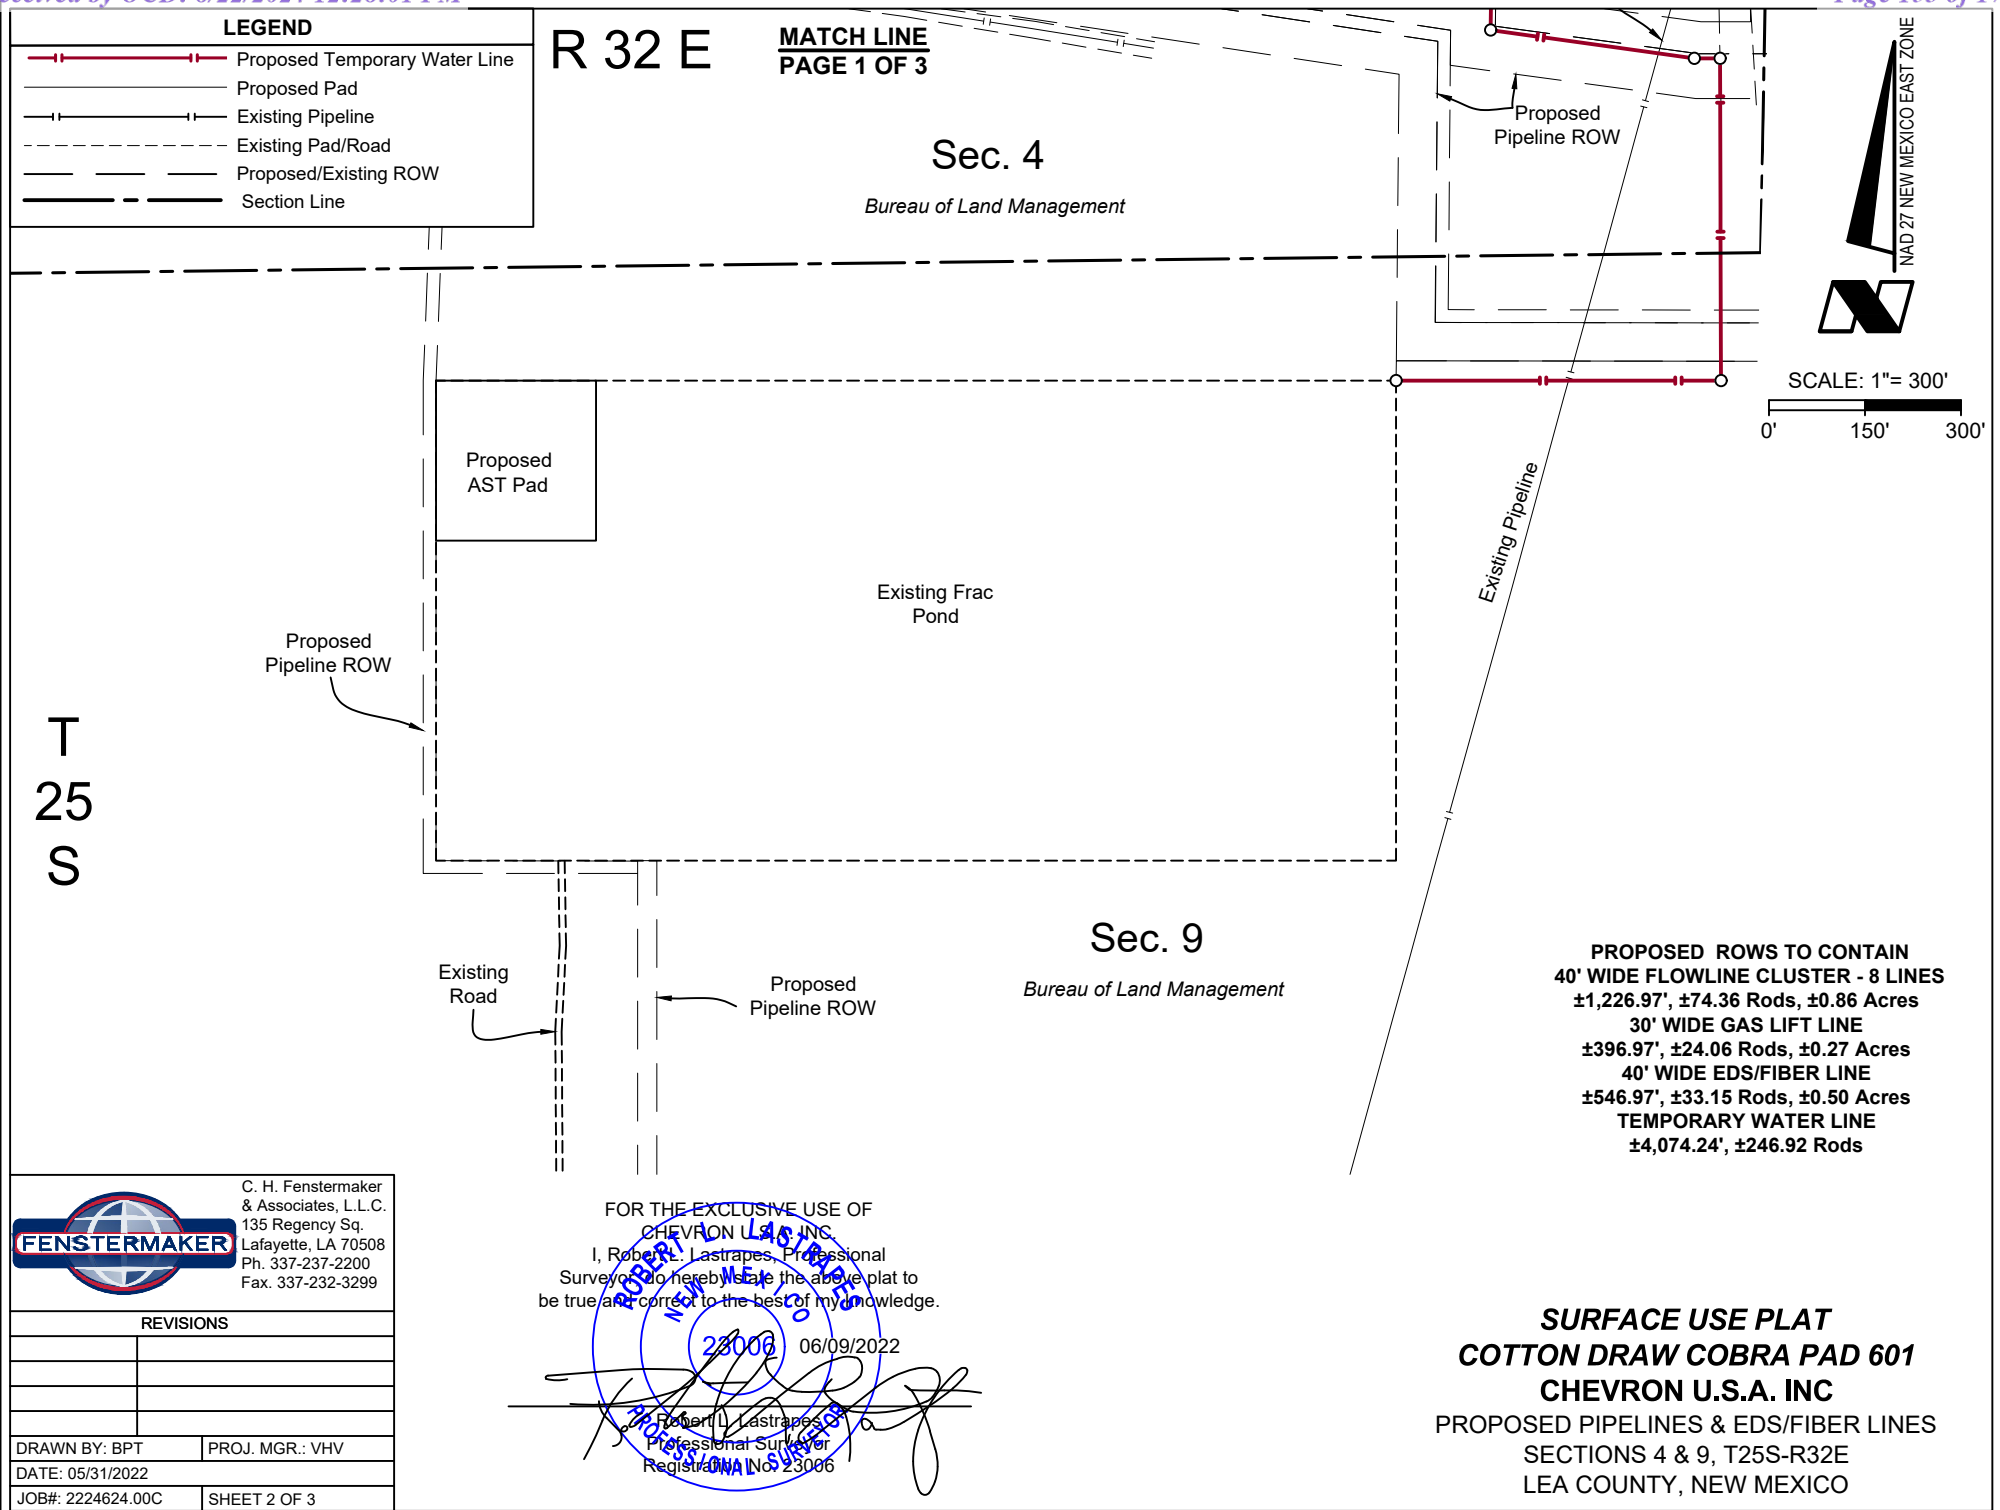 LEGEND
Proposed Temporary Water Line
Proposed Pad
Existing Pipeline
Existing Pad/Road
Proposed/Existing ROW
Section Line
R 32 E
MATCH LINE
PAGE 1 OF 3
Sec. 4
Bureau of Land Management
Proposed
Pipeline ROW
NAD 27 NEW MEXICO EAST ZONE
N
SCALE: 1"= 300'
0' 150' 300'
Proposed
AST Pad
Existing Frac
Pond
Existing Pipeline
Proposed
Pipeline ROW
T
25
S
Sec. 9
Bureau of Land Management
Existing
Road
Proposed
Pipeline ROW
PROPOSED ROWS TO CONTAIN
40' WIDE FLOWLINE CLUSTER - 8 LINES
±1,226.97', ±74.36 Rods, ±0.86 Acres
30' WIDE GAS LIFT LINE
±396.97', ±24.06 Rods, ±0.27 Acres
40' WIDE EDS/FIBER LINE
±546.97', ±33.15 Rods, ±0.50 Acres
TEMPORARY WATER LINE
±4,074.24', ±246.92 Rods
FENSTERMAKER
C. H. Fenstermaker
& Associates, L.L.C.
135 Regency Sq.
Lafayette, LA 70508
Ph. 337-237-2200
Fax. 337-232-3299
REVISIONS
DRAWN BY: BPT PROJ. MGR.: VHV
DATE: 05/31/2022
JOB#: 2224624.00C SHEET 2 OF 3
FOR THE EXCLUSIVE USE OF
CHEVRON U.S.A. INC.
I, Robert L. Lastrapes, Professional
Surveyor do hereby state the above plat to
be true and correct to the best of my knowledge.
ROBERT L. LASTRAPES
NEW MEXICO
23006
PROFESSIONAL SURVEYOR
06/09/2022
Robert L. Lastrapes
Professional Surveyor
Registration No. 23006
SURFACE USE PLAT
COTTON DRAW COBRA PAD 601
CHEVRON U.S.A. INC
PROPOSED PIPELINES & EDS/FIBER LINES
SECTIONS 4 & 9, T25S-R32E
LEA COUNTY, NEW MEXICO